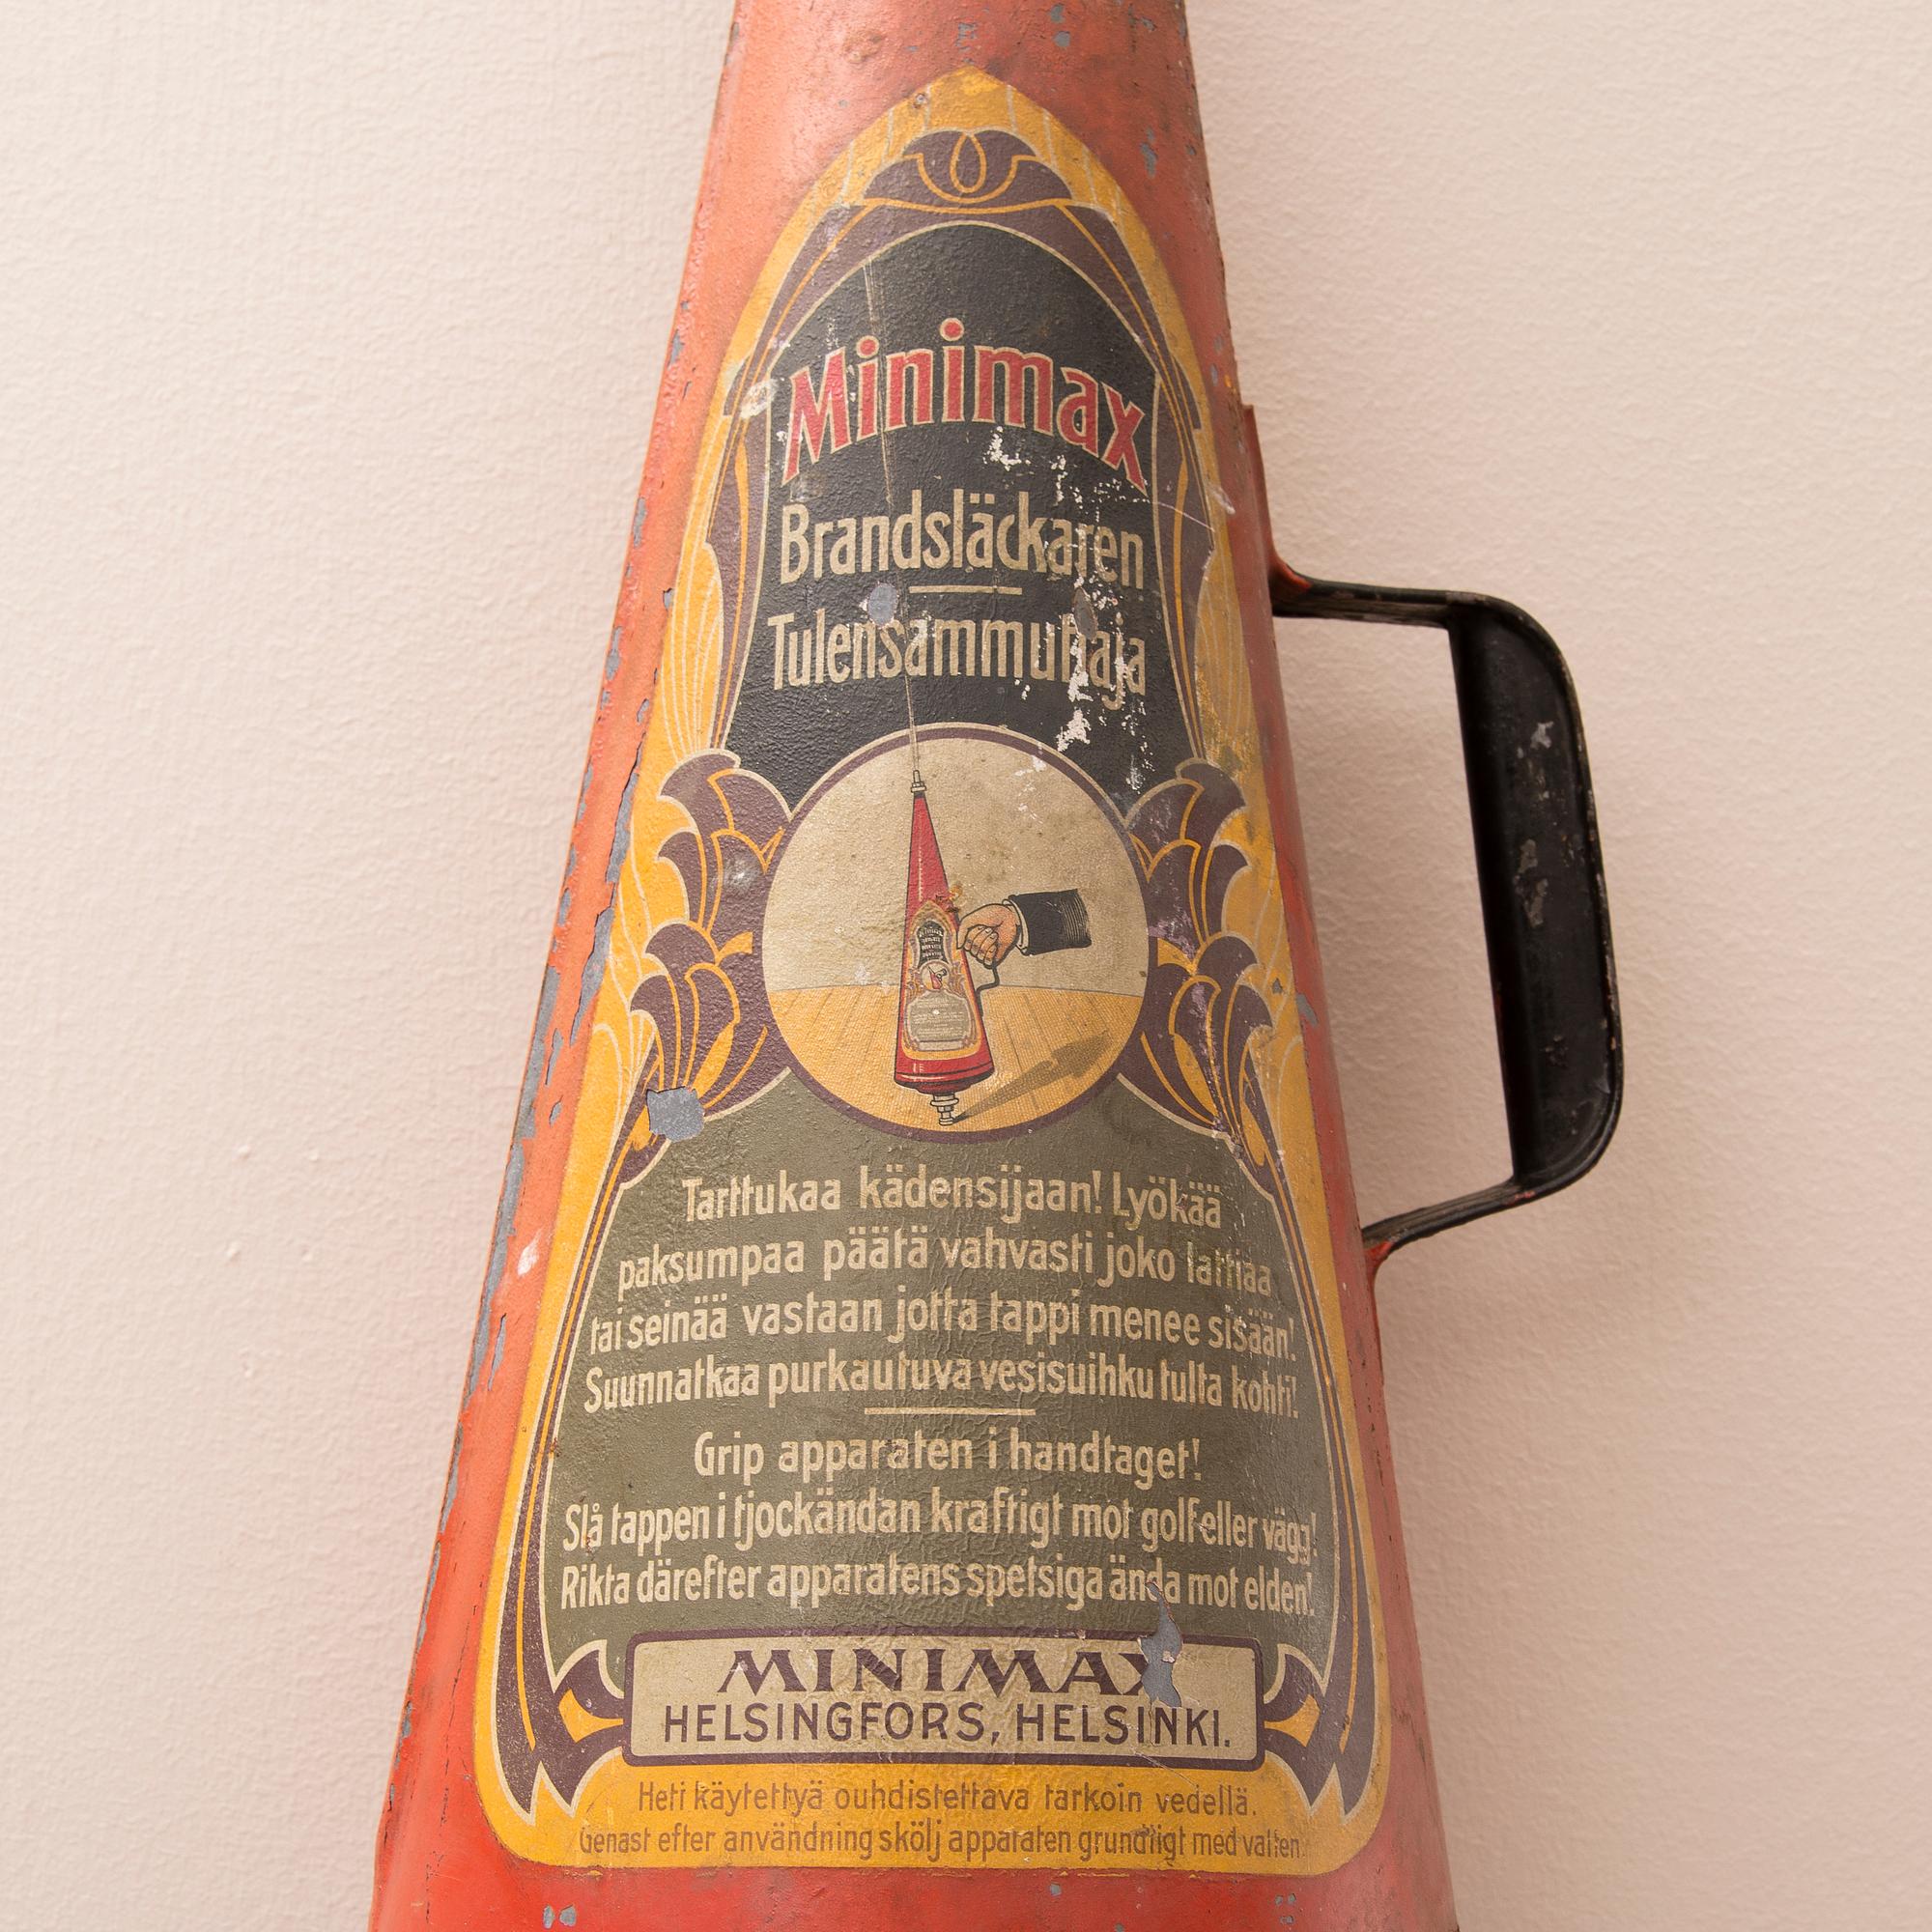 Minimax
Brandsläckaren
Tulensammuttaja
Tarttukaa kädensijaan! Lyökää
paksumpaa päätä vahvasti joko lattiaa
tai seinää vastaan jotta tappi menee sisään!
Suunnatkaa purkautuva vesisuihku tulta kohti!
Grip apparaten i handtaget!
Slå tappen i tjockändan kraftigt mot golf eller vägg!
Rikta därefter apparatens spetsiga ända mot elden!
MINIMAX
HELSINGFORS, HELSINKI.
Heti käytettyä ouhdistettava tarkoin vedellä.
Genast efter användning skölj apparaten grundligt med vatten.